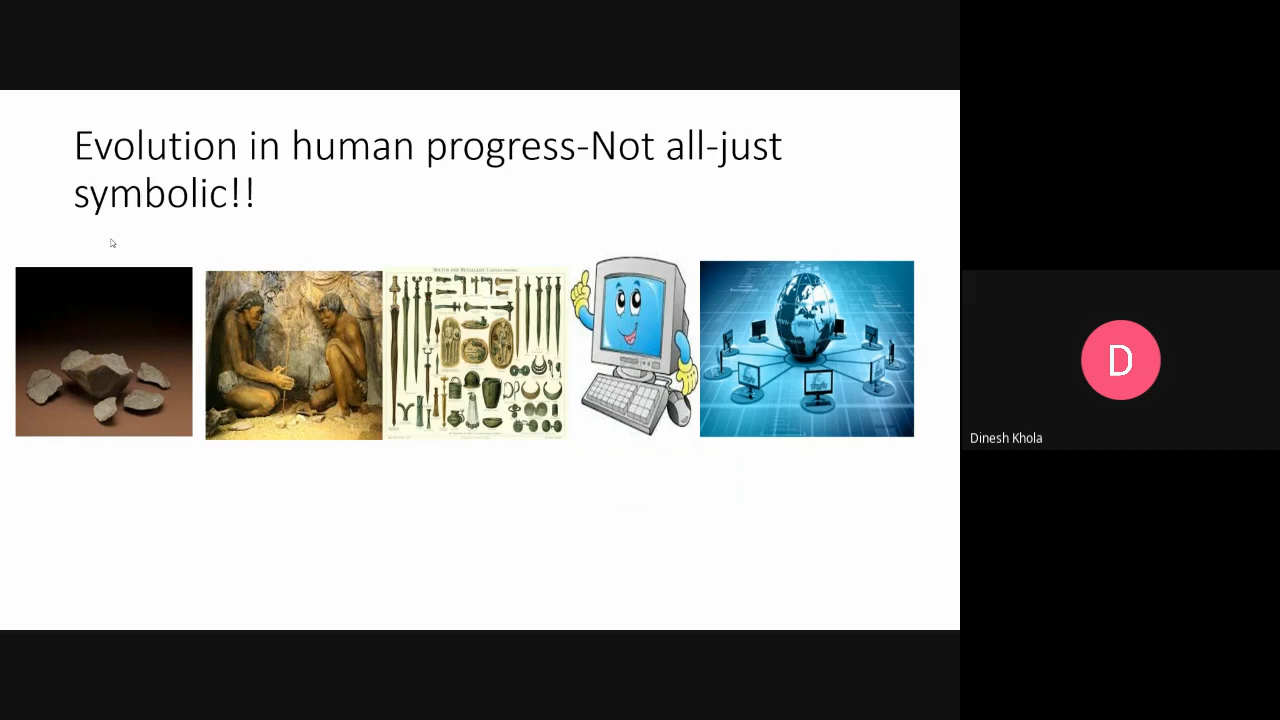 Evolution in human progress-Not all-just
symbolic!!
D
Dinesh Khola